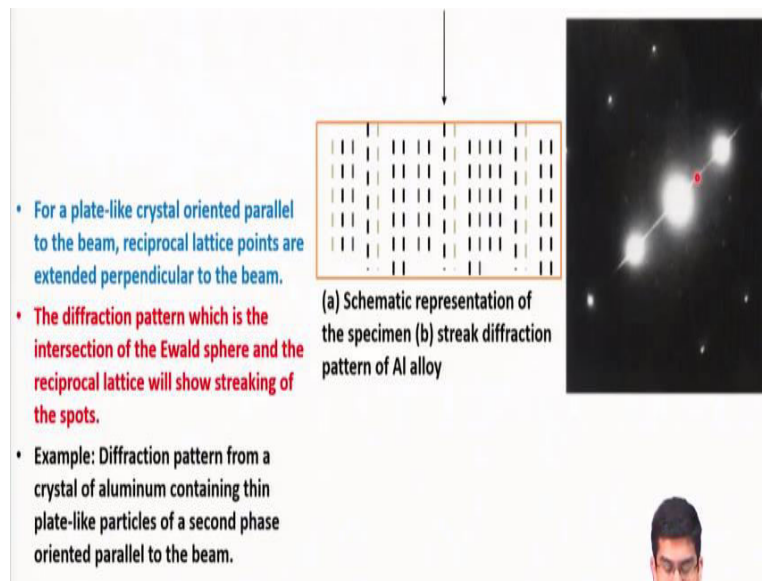 • For a plate-like crystal oriented parallel
to the beam, reciprocal lattice points are
extended perpendicular to the beam.
• The diffraction pattern which is the
intersection of the Ewald sphere and the
reciprocal lattice will show streaking of
the spots.
• Example: Diffraction pattern from a
crystal of aluminum containing thin
plate-like particles of a second phase
oriented parallel to the beam.
(a) Schematic representation of
the specimen (b) streak diffraction
pattern of Al alloy